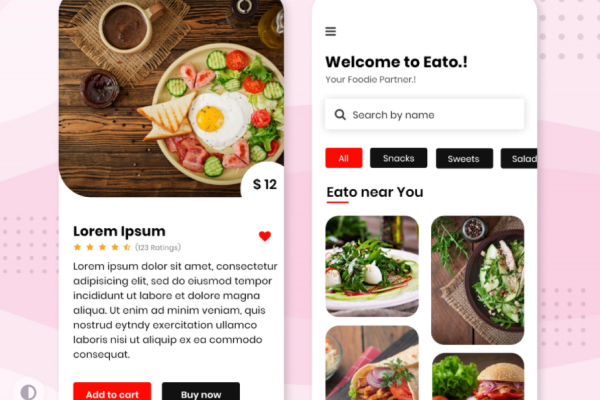 $ 12
Lorem Ipsum
(123 Ratings)
Lorem ipsum dolor sit amet, consectetur
adipisicing elit, sed do eiusmod tempor
incididunt ut labore et dolore magna
aliqua. Ut enim ad minim veniam, quis
nostrud eytndy exercitation ullamco
laboris nisi ut aliquip ex ea commodo
consequat.
Add to cart
Buy now
Welcome to Eato.!
Your Foodie Partner.!
Search by name
All
Snacks
Sweets
Salad
Eato near You